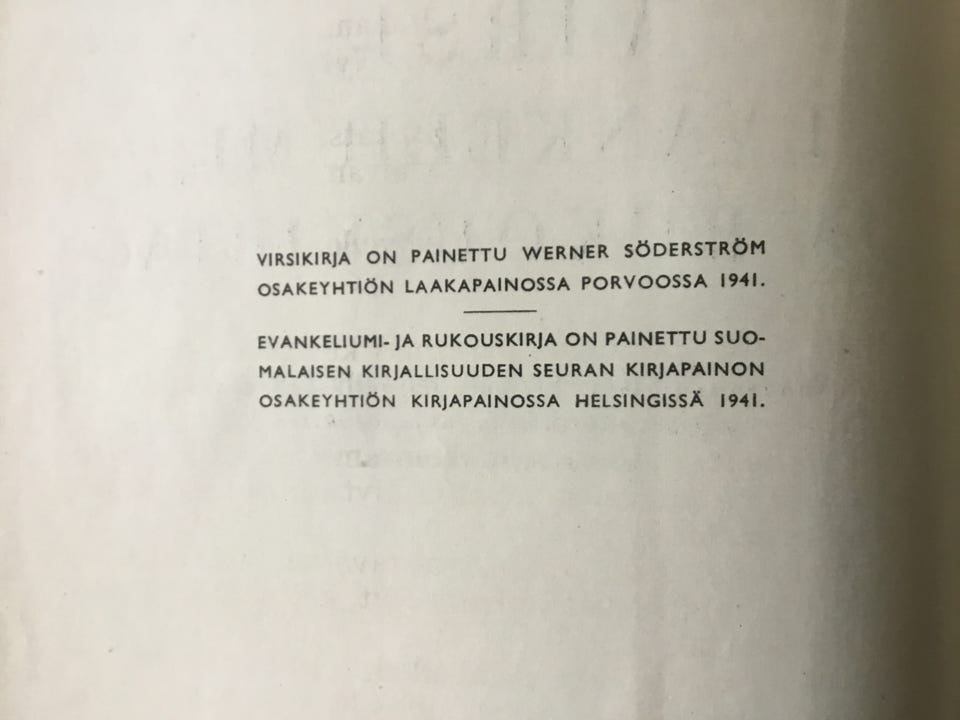 VIRSIKIRJA ON PAINETTU WERNER SÖDERSTRÖM
OSAKEYHTIÖN LAAKAPAINOSSA PORVOOSSA 1941.
EVANKELIUMI- JA RUKOUSKIRJA ON PAINETTU SUO-
MALAISEN KIRJALLISUUDEN SEURAN KIRJAPAINON
OSAKEYHTIÖN KIRJAPAINOSSA HELSINGISSÄ 1941.